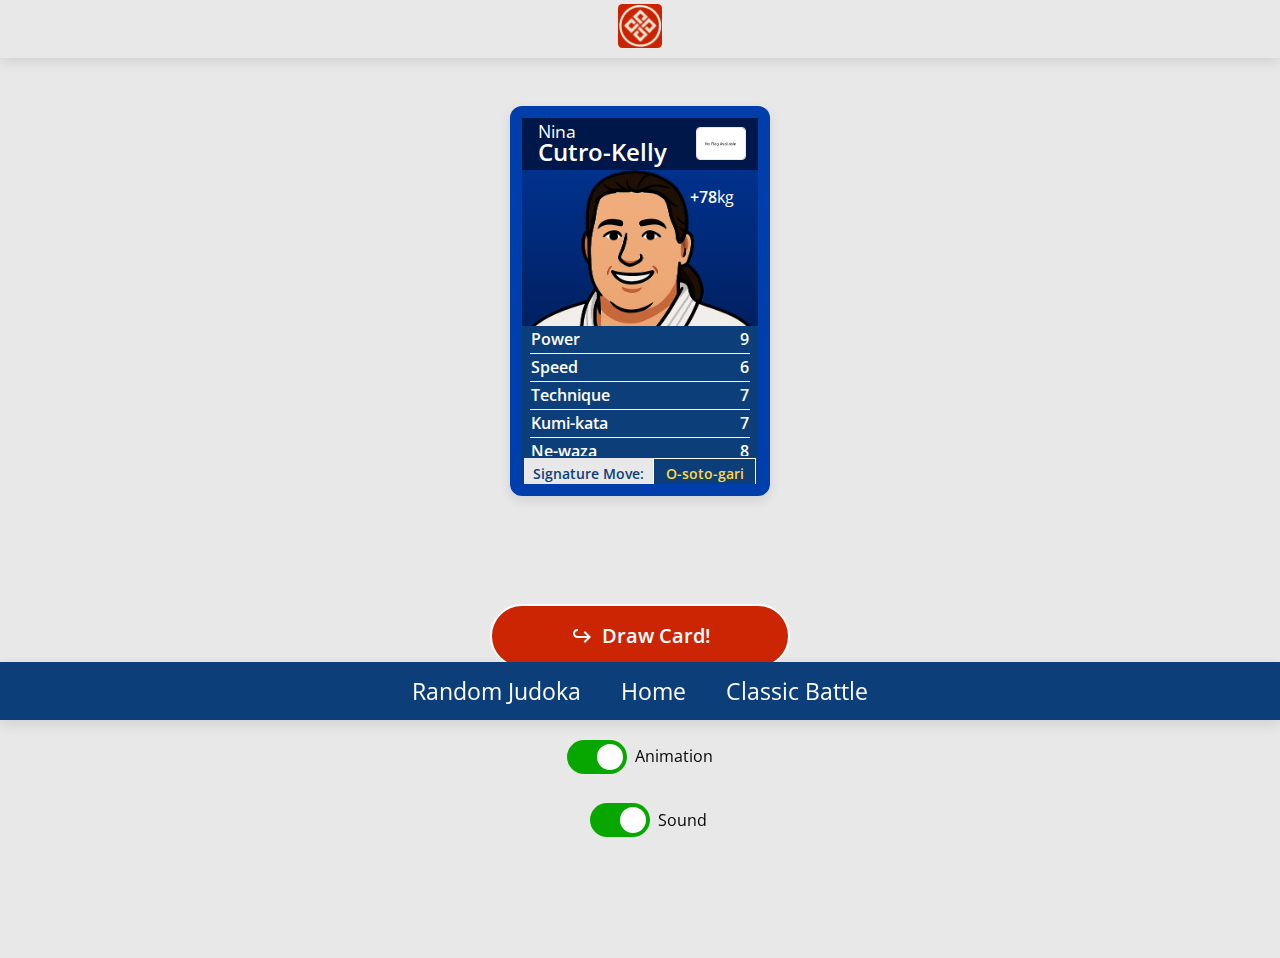 Nina
Cutro-Kelly
No Flag Available
+78kg
Power 9
Speed 6
Technique 7
Kumi-kata 7
Ne-waza 8
Signature Move: O-soto-gari
Draw Card!
Random Judoka Home Classic Battle
Animation
Sound